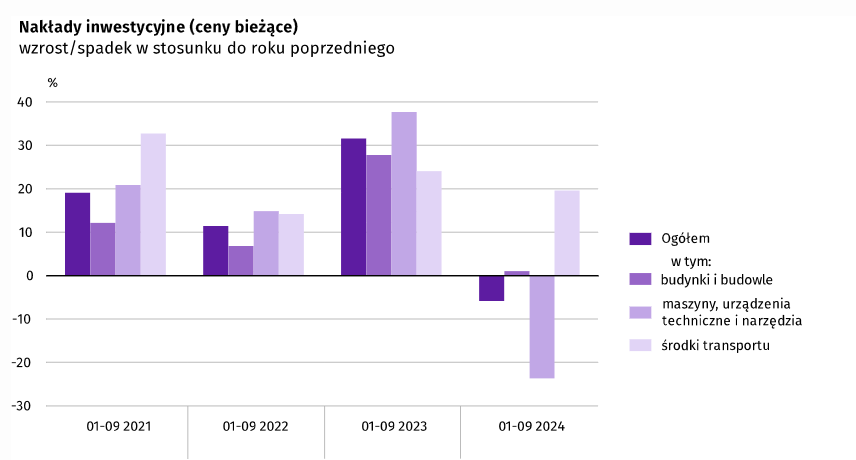 Nakłady inwestycyjne (ceny bieżące)
wzrost/spadek w stosunku do roku poprzedniego
%
40
30
20
10
0
-10
-20
-30
01-09 2021
01-09 2022
01-09 2023
01-09 2024
Ogółem
w tym:
budynki i budowle
maszyny, urządzenia
techniczne i narzędzia
środki transportu